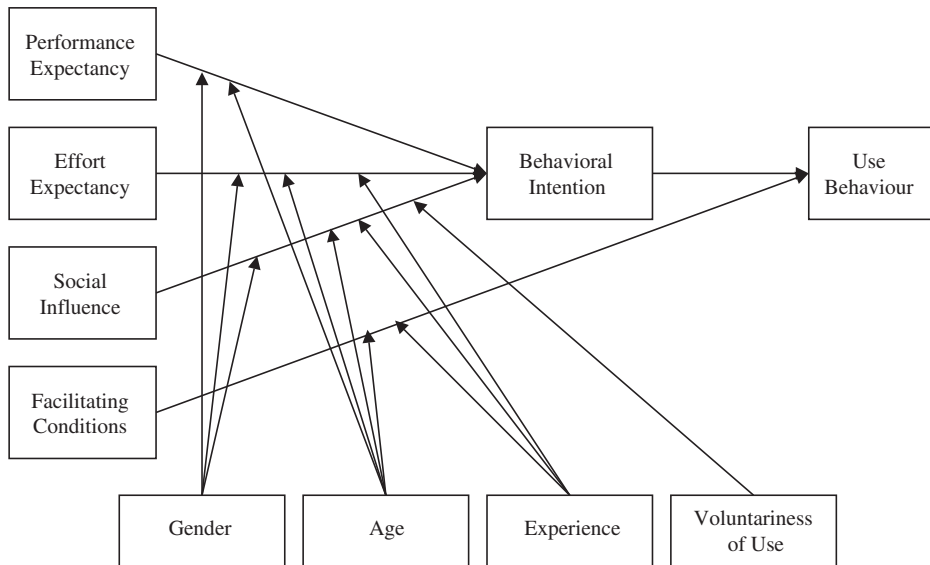 Performance
Expectancy
Effort
Expectancy
Behavioral
Intention
Use
Behaviour
Social
Influence
Facilitating
Conditions
Gender
Age
Experience
Voluntariness
of Use